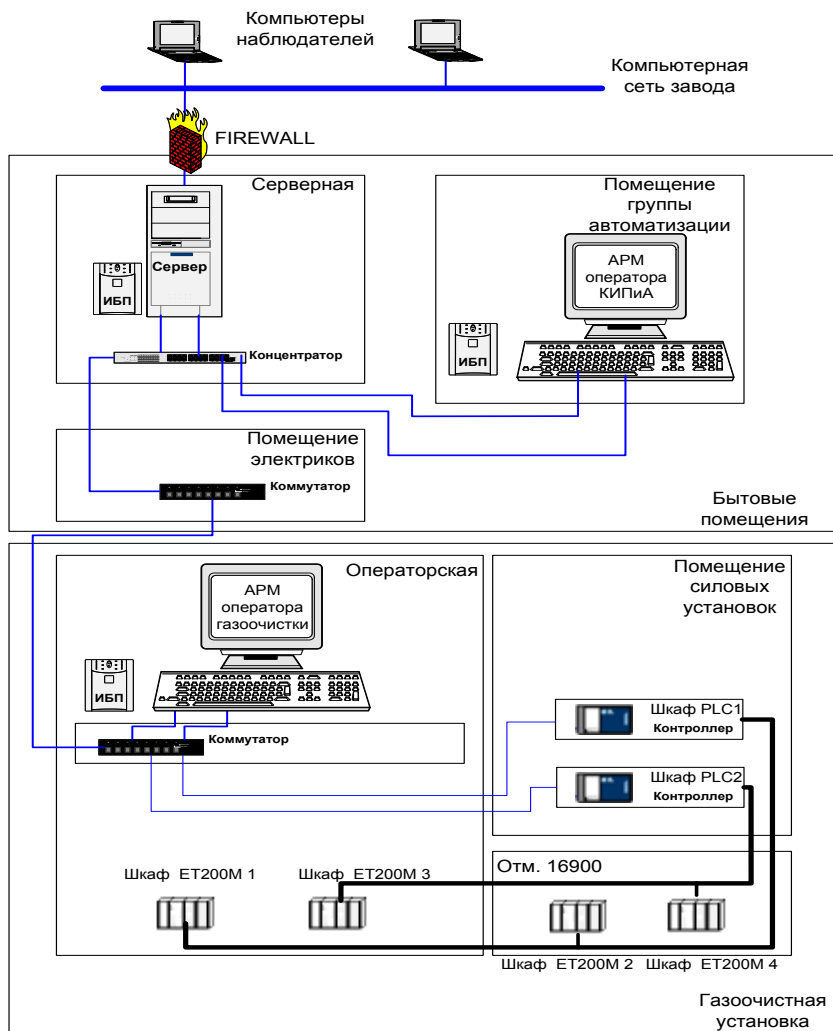 Компьютеры
наблюдателей
Компьютерная
сеть завода
FIREWALL
Серверная
Сервер
ИБП
Концентратор
Помещение
группы
автоматизации
АРМ
оператора
КИПиА
ИБП
Помещение
электриков
Коммутатор
Бытовые
помещения
Операторская
АРМ
оператора
газоочистки
ИБП
Коммутатор
Помещение
силовых
установок
Шкаф PLC1
Контроллер
Шкаф PLC2
Контроллер
Шкаф ET200M 1
Шкаф ET200M 3
Отм. 16900
Шкаф ET200M 2
Шкаф ET200M 4
Газоочистная
установка